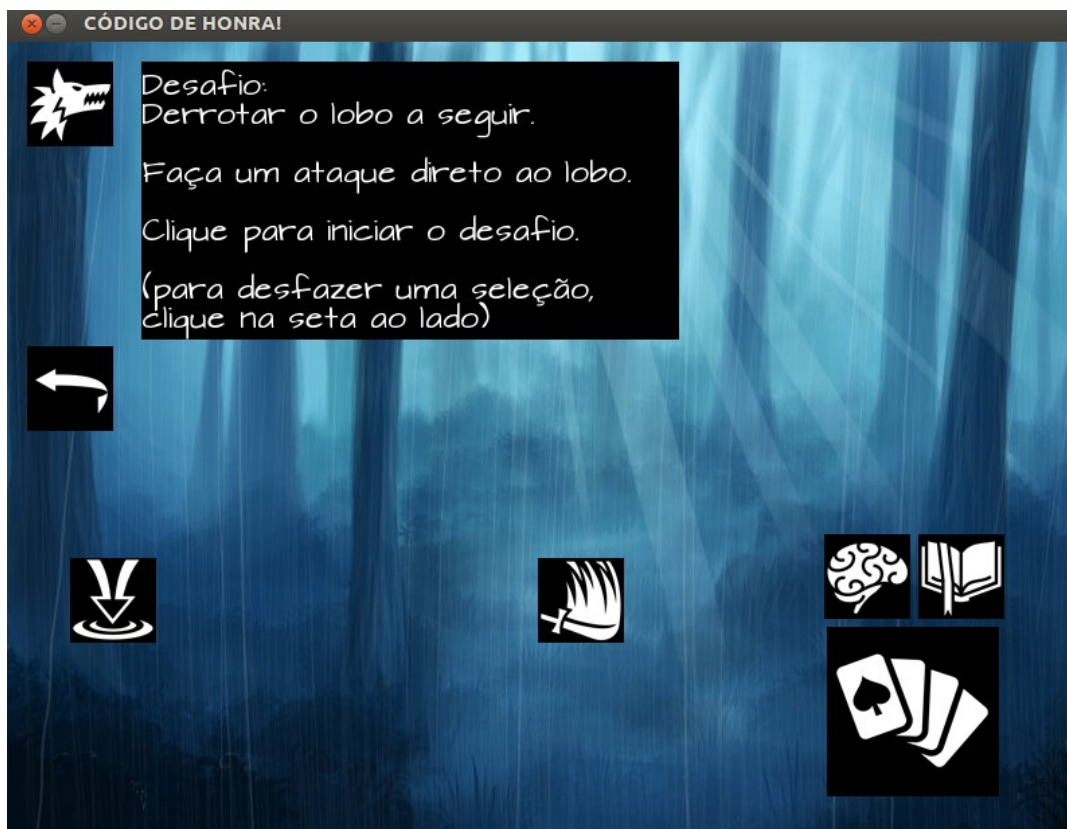 CÓDIGO DE HONRA!
Desafio:
Derrotar o lobo a seguir.
Faça um ataque direto ao lobo.
Clique para iniciar o desafio.
(para desfazer uma seleção,
clique na seta ao lado)